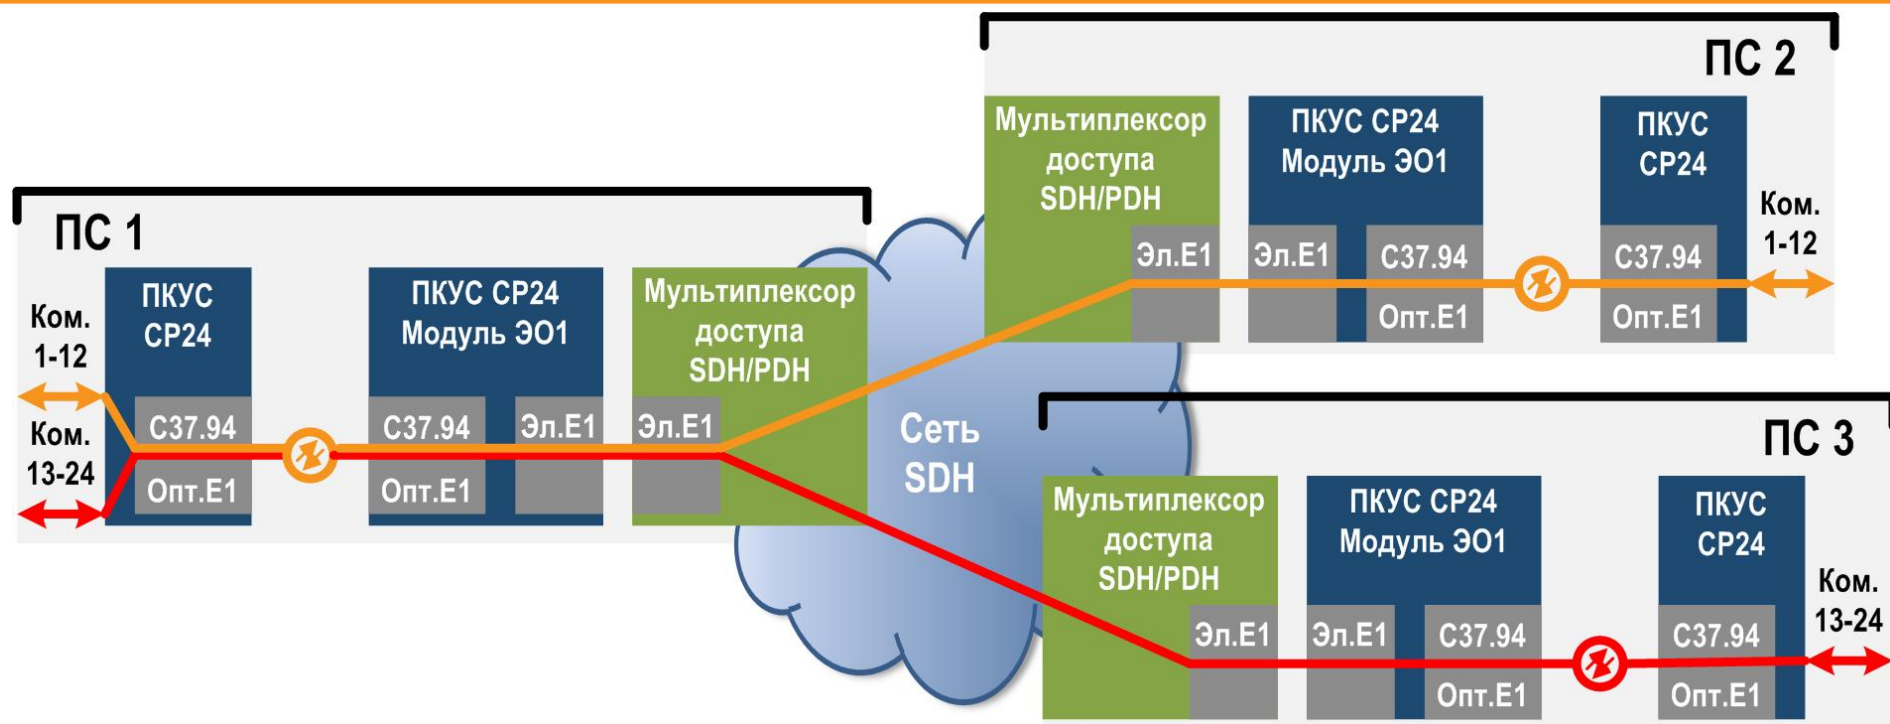 ПС 1
Ком.
1-12
Ком.
13-24
ПКУС
СР24
С37.94
Опт.Е1
ПКУС СР24
Модуль ЭО1
С37.94
Опт.Е1
Эл.Е1
Мультиплексор
доступа
SDH/PDH
Эл.Е1
Сеть
SDH
ПС 2
Мультиплексор
доступа
SDH/PDH
Эл.Е1
ПКУС СР24
Модуль ЭО1
Эл.Е1
С37.94
Опт.Е1
ПКУС
СР24
С37.94
Опт.Е1
Ком.
1-12
ПС 3
Мультиплексор
доступа
SDH/PDH
Эл.Е1
ПКУС СР24
Модуль ЭО1
Эл.Е1
С37.94
Опт.Е1
ПКУС
СР24
С37.94
Опт.Е1
Ком.
13-24